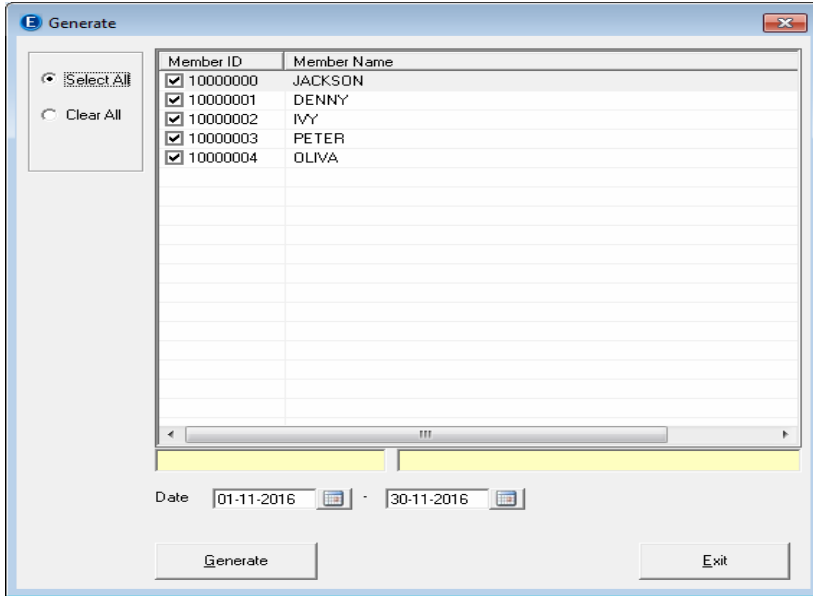 E Generate
Select All
Clear All
Member ID Member Name
10000000 JACKSON
10000001 DENNY
10000002 IVY
10000003 PETER
10000004 OLIVA
Date 01-11-2016 - 30-11-2016
Generate Exit